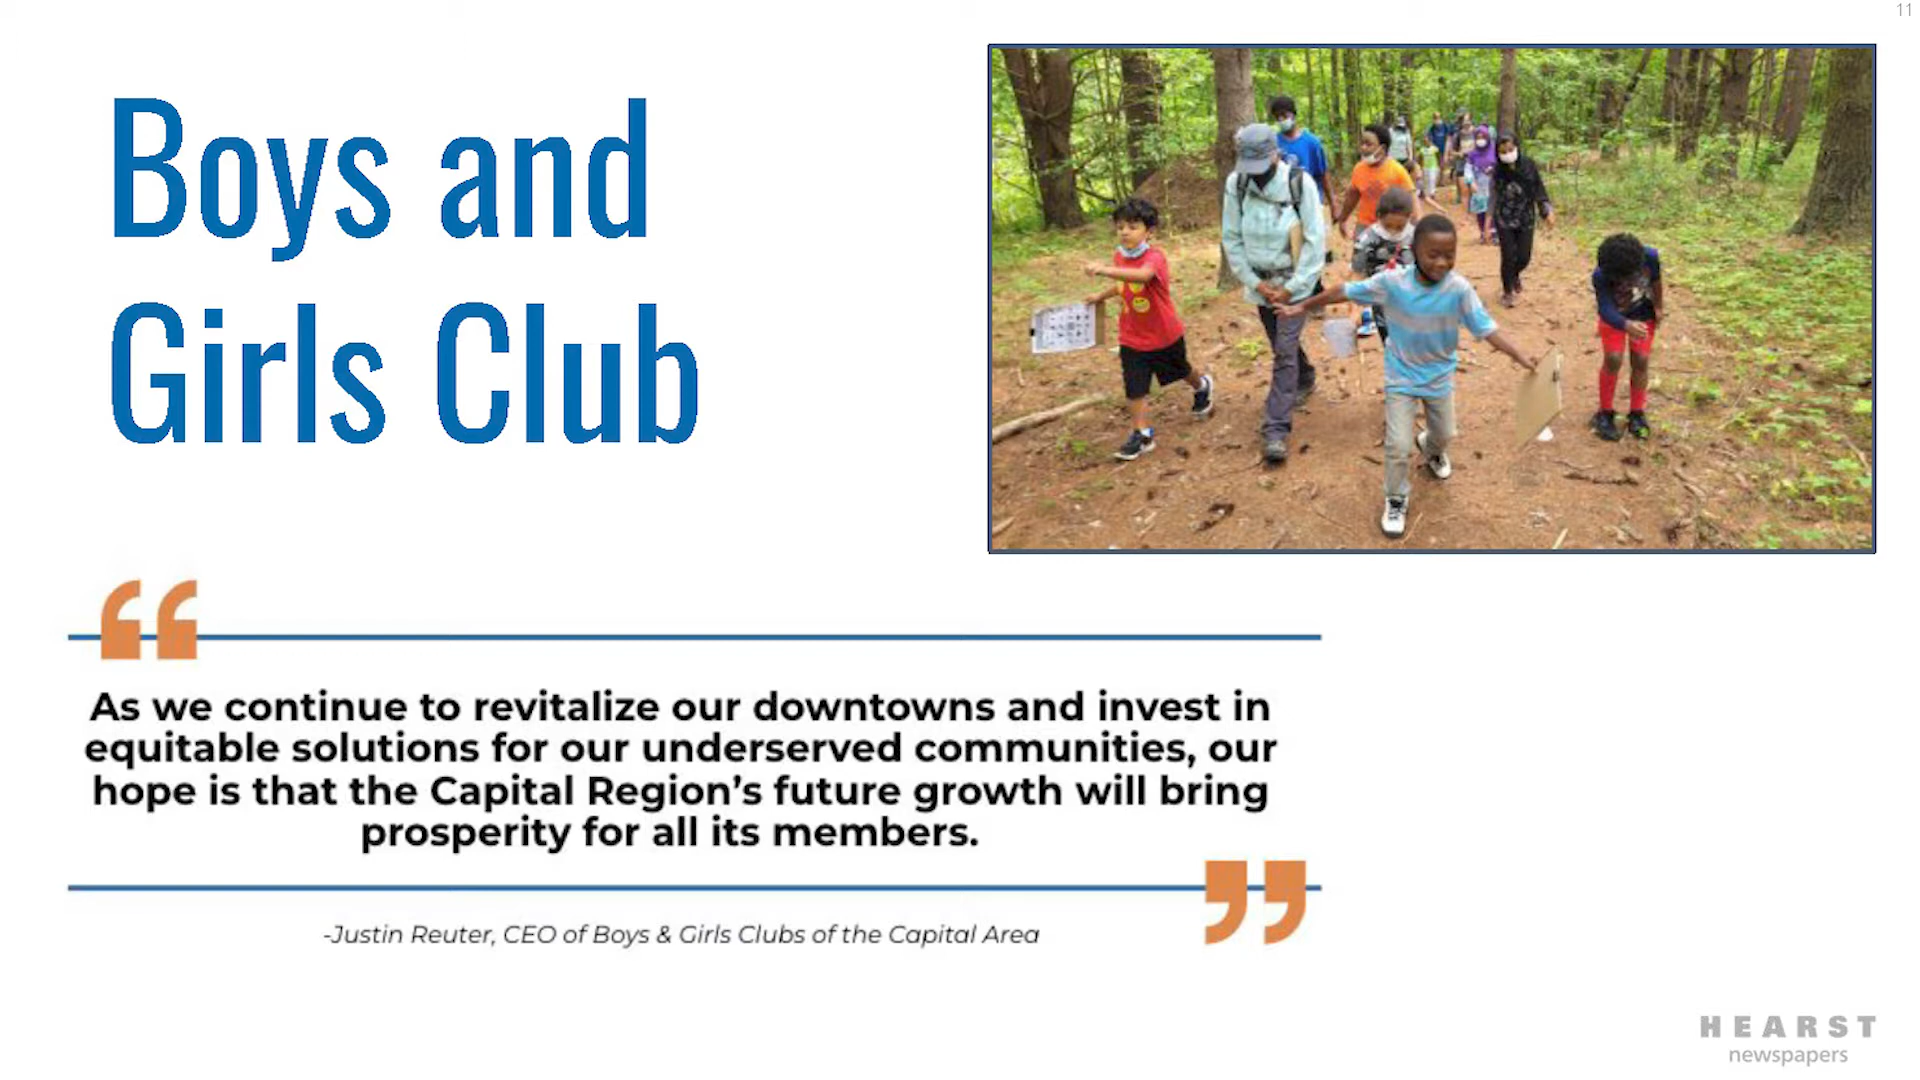 11
Boys and
Girls Club
“
As we continue to revitalize our downtowns and invest in
equitable solutions for our underserved communities, our
hope is that the Capital Region’s future growth will bring
prosperity for all its members.
”
-Justin Reuter, CEO of Boys & Girls Clubs of the Capital Area
HEARST
newspapers